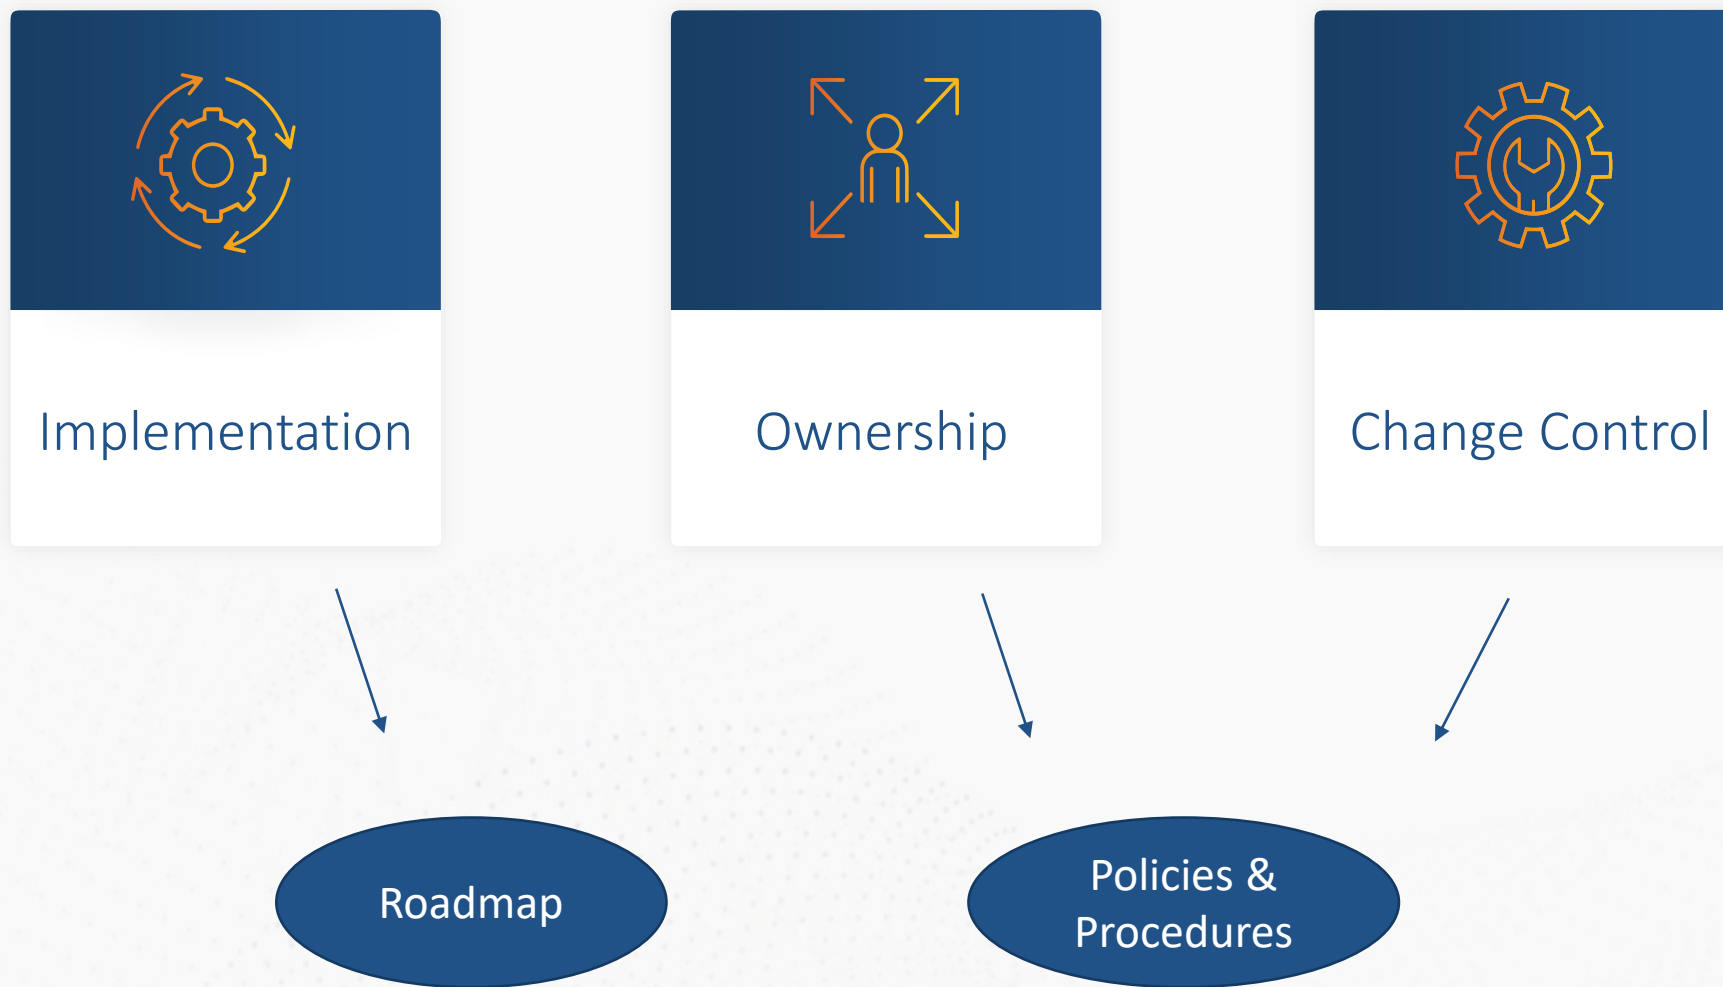 Implementation
Ownership
Change Control
Roadmap
Policies &
Procedures